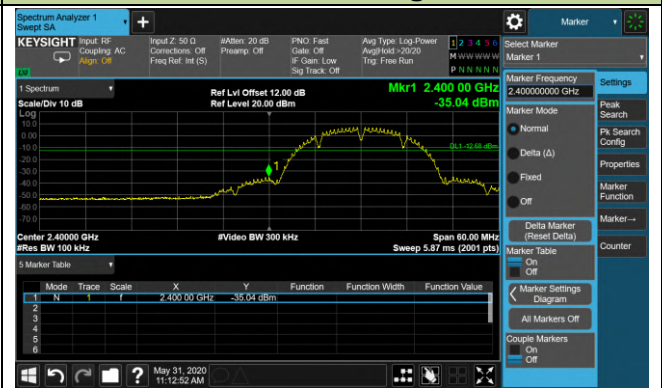 Spectrum Analyzer 1
Swept SA
Marker
KEYSIGHT
Input: RF
Coupling: AC
Align: Off
Input Z: 50 Ω
Corrections: Off
Freq Ref: Int (S)
#Atten: 20 dB
Preamp: Off
PNO: Fast
Gate: Off
IF Gain: Low
Sig Track: Off
Avg Type: Log-Power
Avg|Hold:>20/20
Trig: Free Run
1 2 3 4 5 6
M W W W W W
P N N N N N
Select Marker
Marker 1
1 Spectrum
Scale/Div 10 dB
Ref Lvl Offset 12.00 dB
Ref Level 20.00 dBm
Mkr1 2.400 00 GHz
-35.04 dBm
Log
10.0
0.00
-10.0
-20.0
-30.0
-40.0
-50.0
-60.0
-70.0
DL1 -12.68 dBm
1
Center 2.40000 GHz
#Res BW 100 kHz
#Video BW 300 kHz
Span 60.00 MHz
Sweep 5.87 ms (2001 pts)
5 Marker Table
Mode Trace Scale X Y Function Function Width Function Value
1 N 1 f 2.400 00 GHz -35.04 dBm
2
3
4
5
6
Marker Frequency
2.400000000 GHz
Marker Mode
Normal
Delta (Δ)
Fixed
Off
Delta Marker
(Reset Delta)
Marker Table
On
Off
Marker Settings
Diagram
All Markers Off
Couple Markers
On
Off
Settings
Peak
Search
Pk Search
Config
Properties
Marker
Function
Marker→
Counter
May 31, 2020
11:12:52 AM